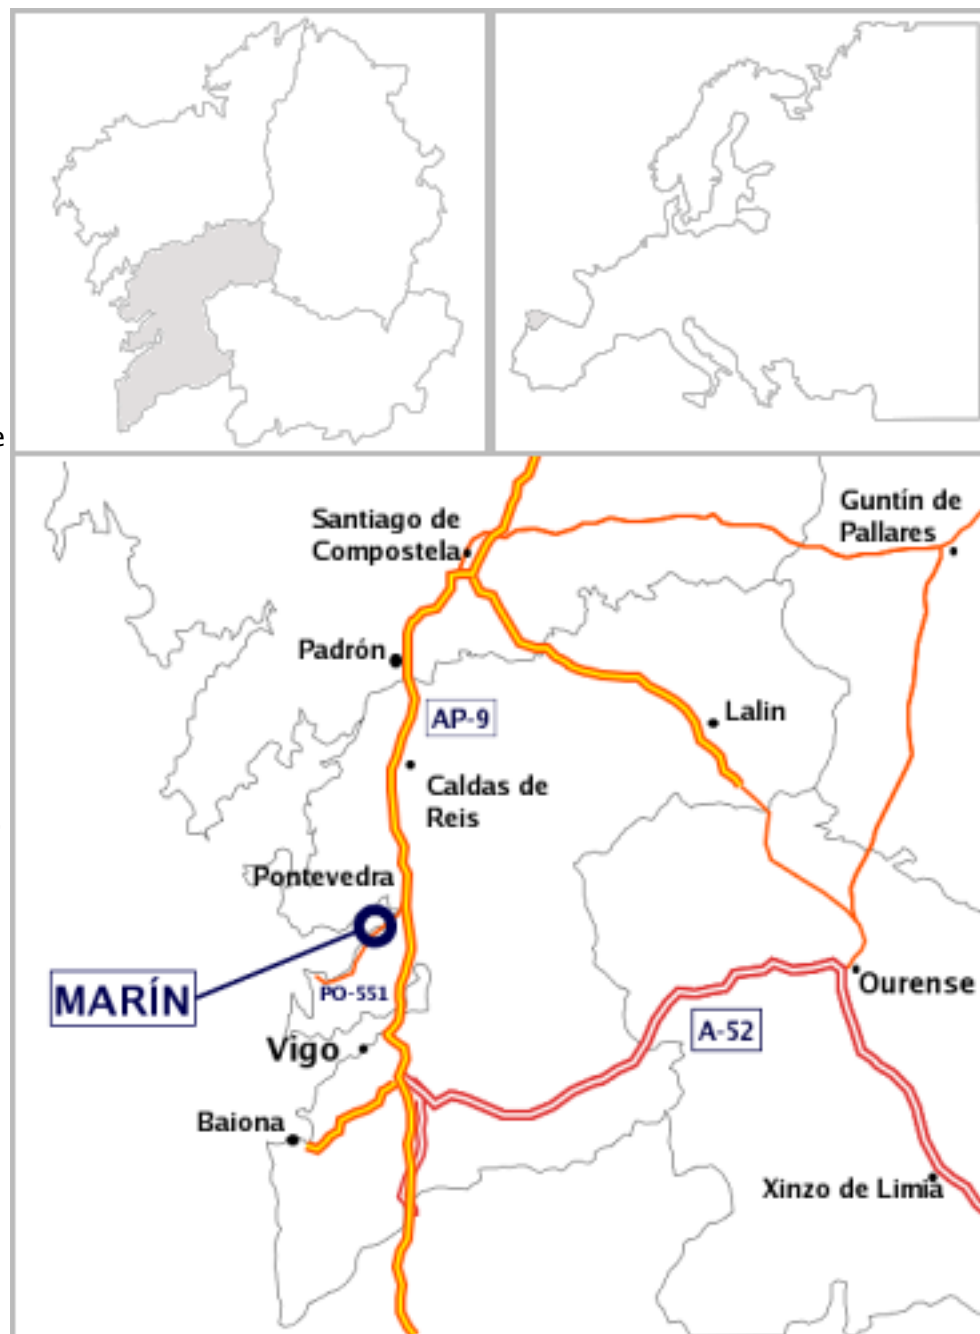 e
Santiago de
Compostela
Guntín de
Pallares
Padrón
AP-9
Lalin
Caldas de
Reis
Pontevedra
MARÍN
PO-551
Ourense
A-52
Vigo
Baiona
Xinzo de Limia